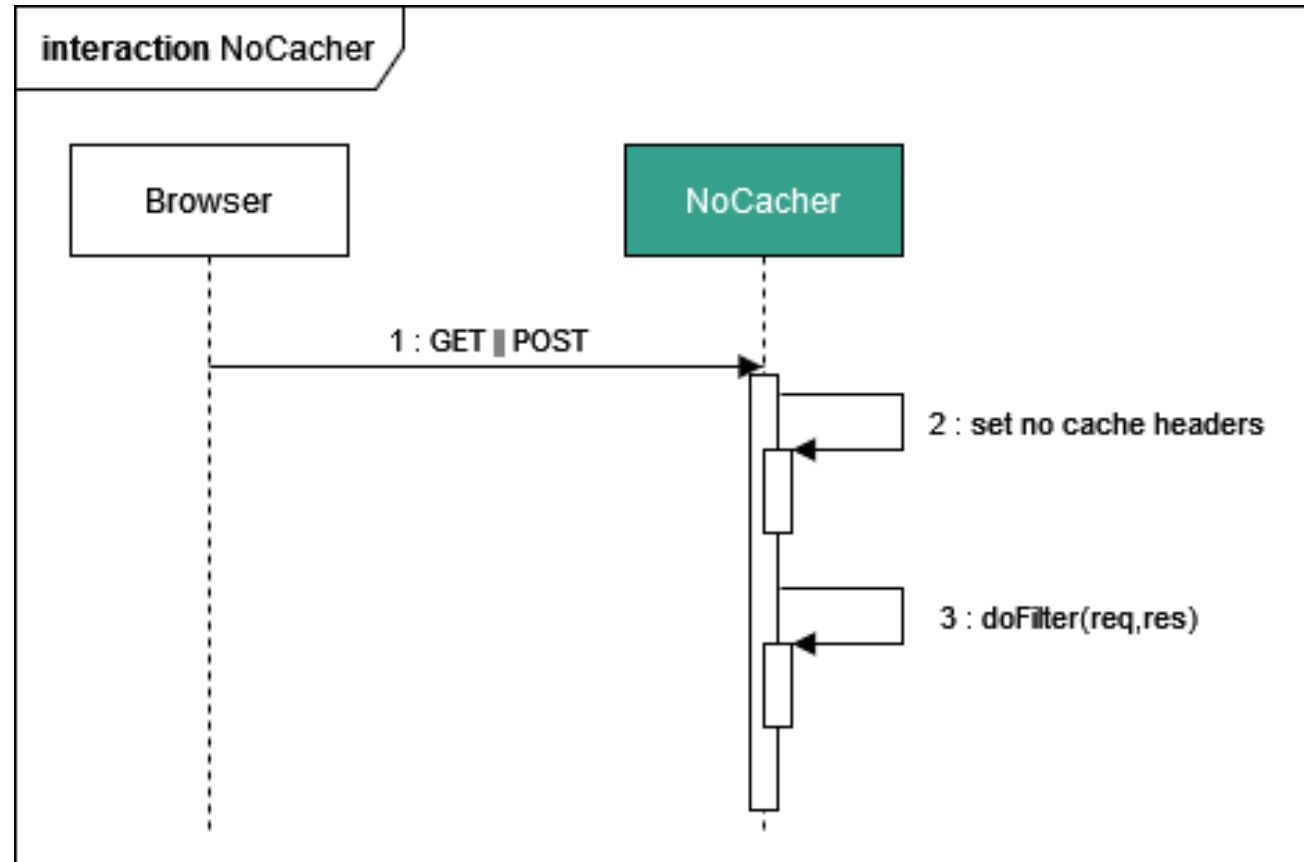 interaction NoCacher
Browser
NoCacher
1 : GET || POST
2 : set no cache headers
3 : doFilter(req,res)